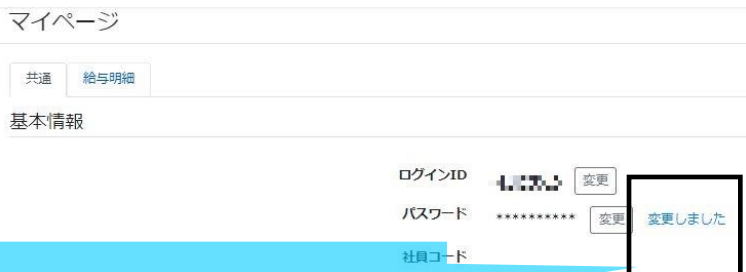 マイページ
共通 給与明細
基本情報
ログインID 変更
パスワード ********** 変更 変更しました
社員コード